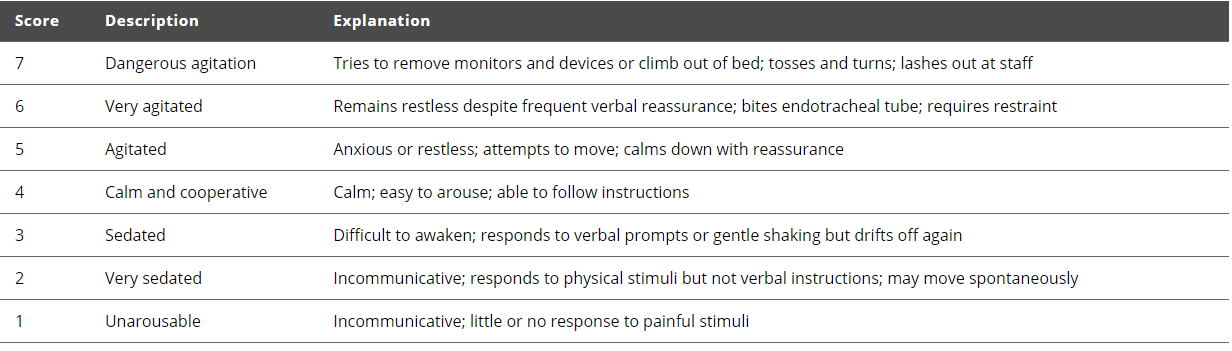 Score Description Explanation
7 Dangerous agitation Tries to remove monitors and devices or climb out of bed; tosses and turns; lashes out at staff
6 Very agitated Remains restless despite frequent verbal reassurance; bites endotracheal tube; requires restraint
5 Agitated Anxious or restless; attempts to move; calms down with reassurance
4 Calm and cooperative Calm; easy to arouse; able to follow instructions
3 Sedated Difficult to awaken; responds to verbal prompts or gentle shaking but drifts off again
2 Very sedated Incommunicative; responds to physical stimuli but not verbal instructions; may move spontaneously
1 Unarousable Incommunicative; little or no response to painful stimuli